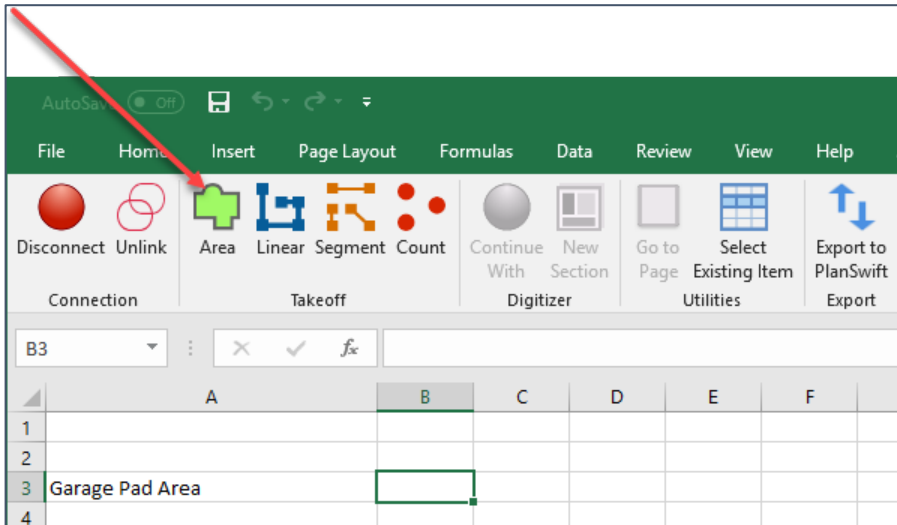 AutoSave Off
File Home Insert Page Layout Formulas Data Review View Help
Disconnect Unlink Area Linear Segment Count Continue With New Section Go to Page Select Existing Item Export to PlanSwift
Connection Takeoff Digitizer Utilities Export
B3 fx
A B C D E F
1
2
3 Garage Pad Area
4